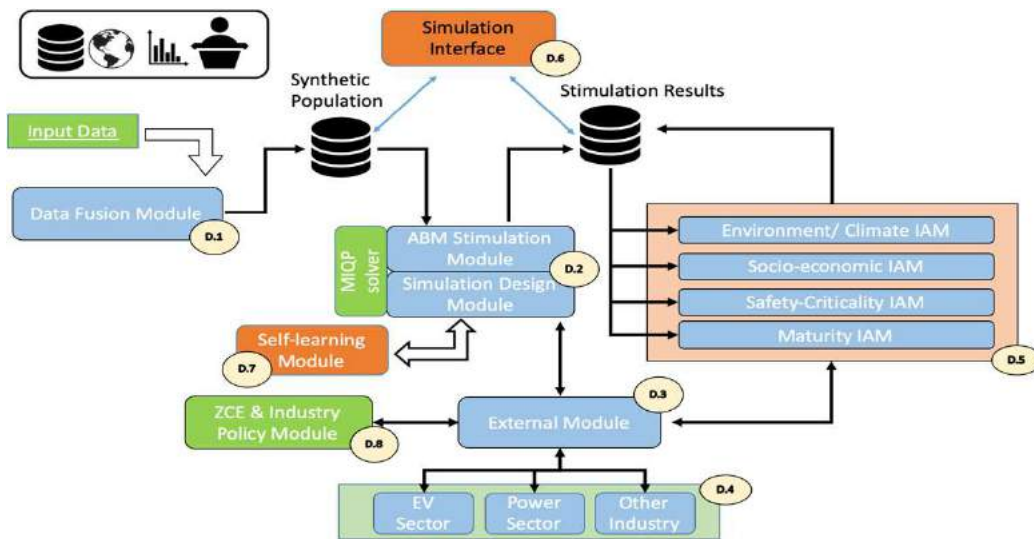 Simulation
Interface
D.6
Synthetic
Population
Stimulation Results
Input Data
Data Fusion Module
D.1
ABM Stimulation
Module
MIQP
solver
D.2
Simulation Design
Module
Environment/ Climate IAM
Socio-economic IAM
Safety-Criticality IAM
Maturity IAM
D.5
Self-learning
Module
D.7
D.3
ZCE & Industry
Policy Module
D.8
External Module
D.4
EV
Sector
Power
Sector
Other
Industry